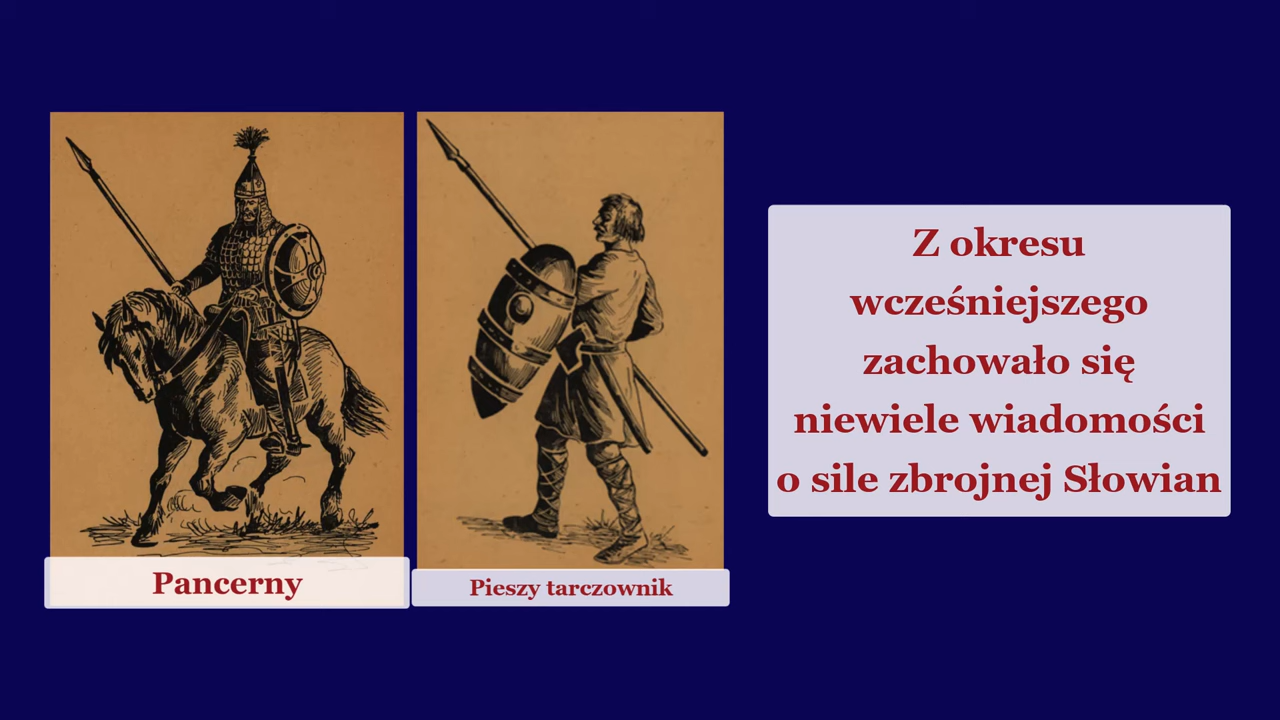 Pancerny
Pieszy tarczownik
Z okresu
wcześniejszego
zachowało się
niewiele wiadomości
o sile zbrojnej Słowian